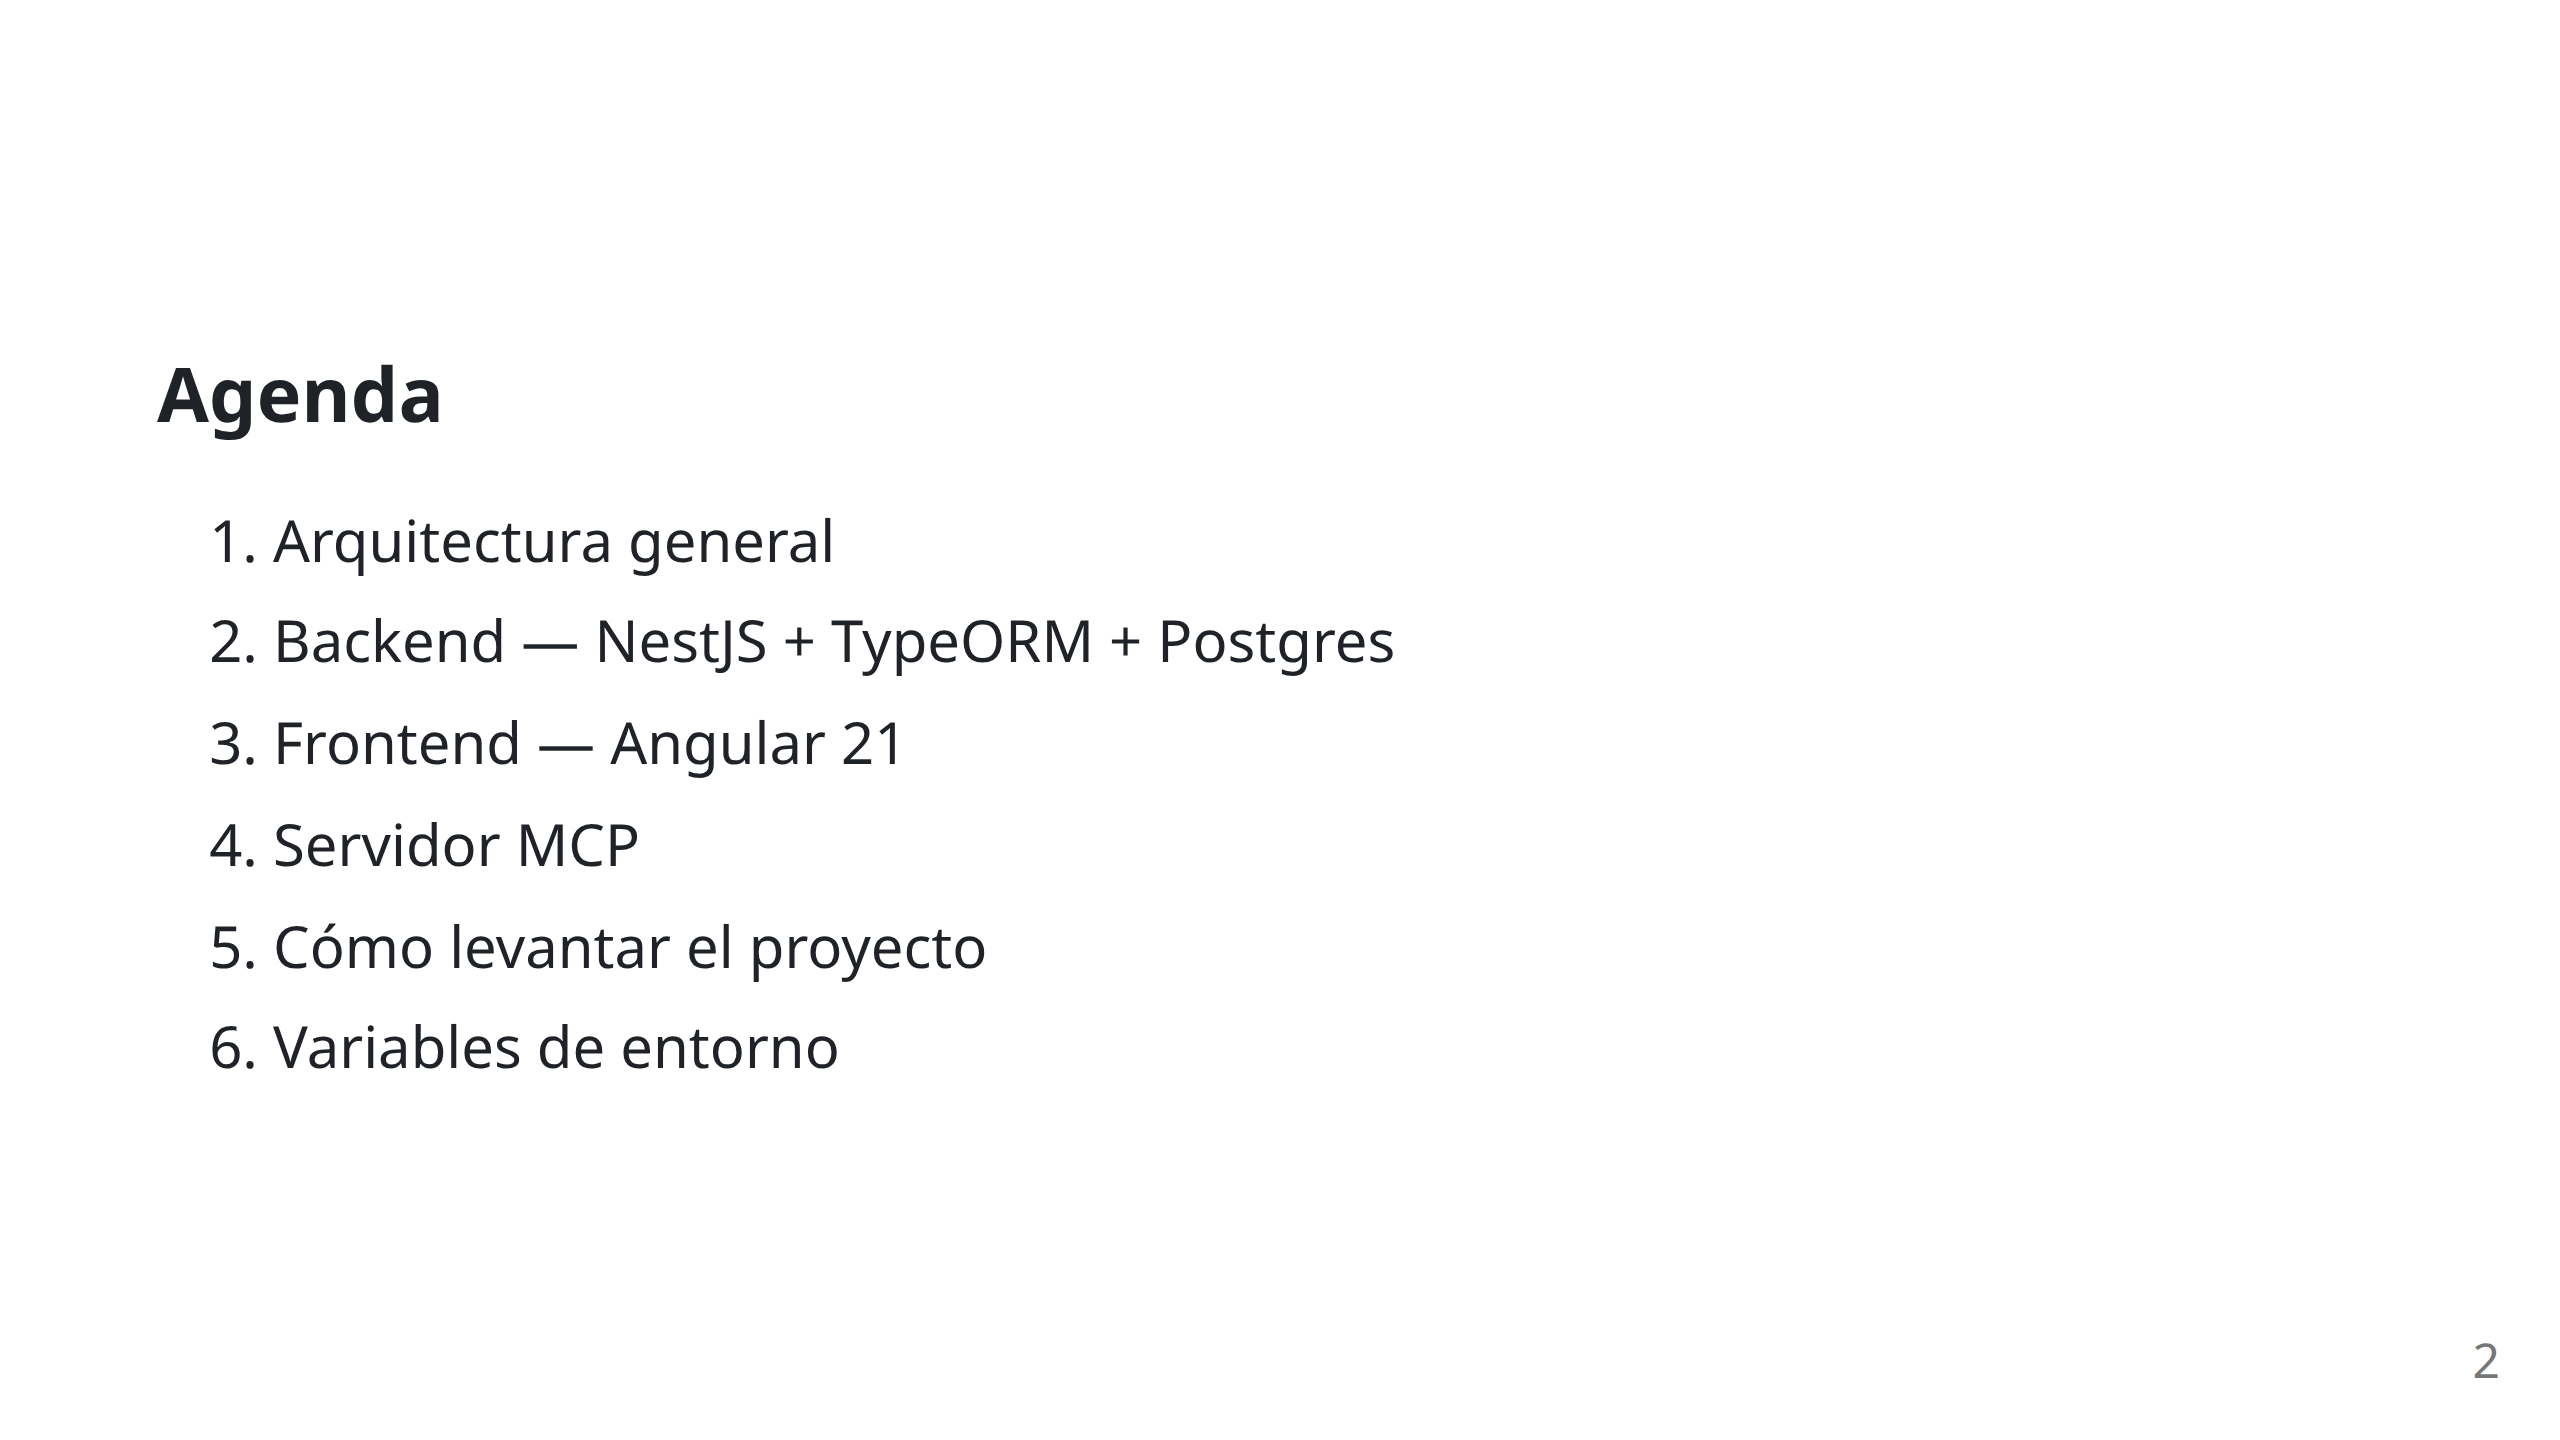 Agenda
1. Arquitectura general
2. Backend — NestJS + TypeORM + Postgres
3. Frontend — Angular 21
4. Servidor MCP
5. Cómo levantar el proyecto
6. Variables de entorno
2